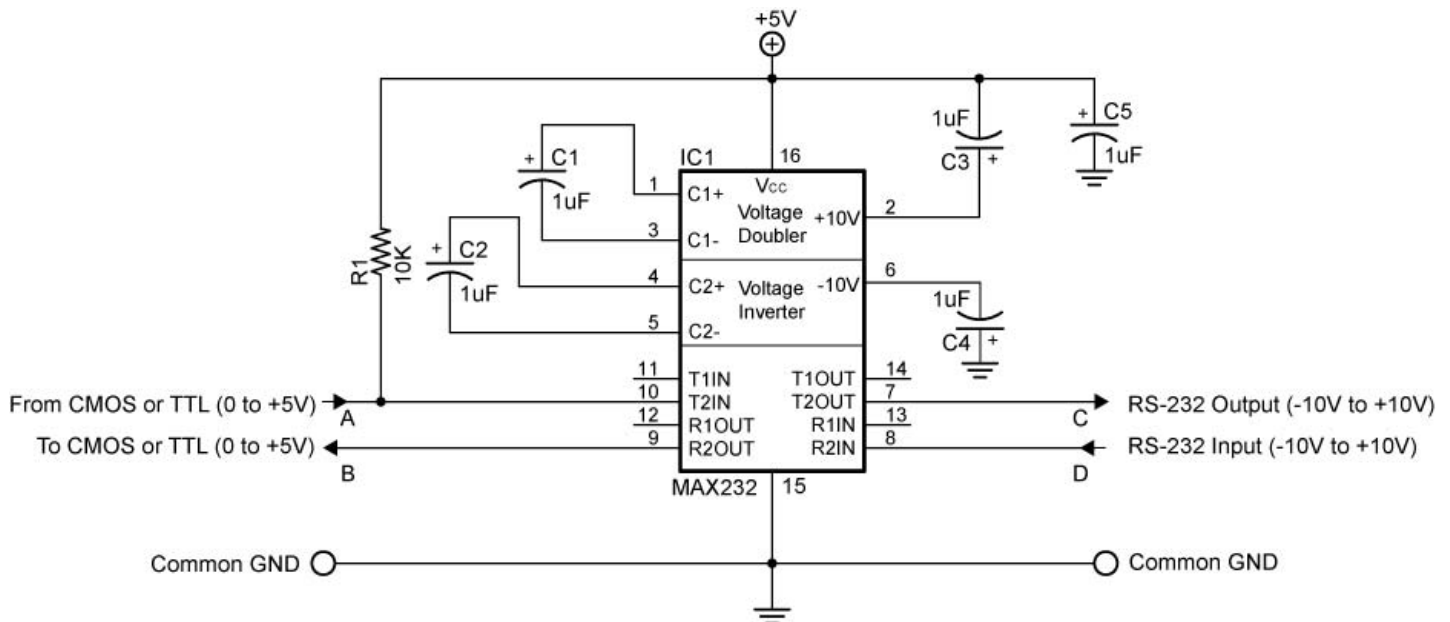 +5V
1uF
C3
+
+
C5
1uF
+
C1
1uF
IC1
16
1
C1+
Vcc
Voltage
Doubler
+10V
2
3
C1-
R1
10K
+
C2
1uF
4
C2+
Voltage
Inverter
-10V
6
5
C2-
1uF
C4
+
11
T1IN
T1OUT
14
From CMOS or TTL (0 to +5V)
A
10
T2IN
T2OUT
7
C
RS-232 Output (-10V to +10V)
12
R1OUT
R1IN
13
To CMOS or TTL (0 to +5V)
B
9
R2OUT
R2IN
8
D
RS-232 Input (-10V to +10V)
MAX232
15
Common GND
Common GND